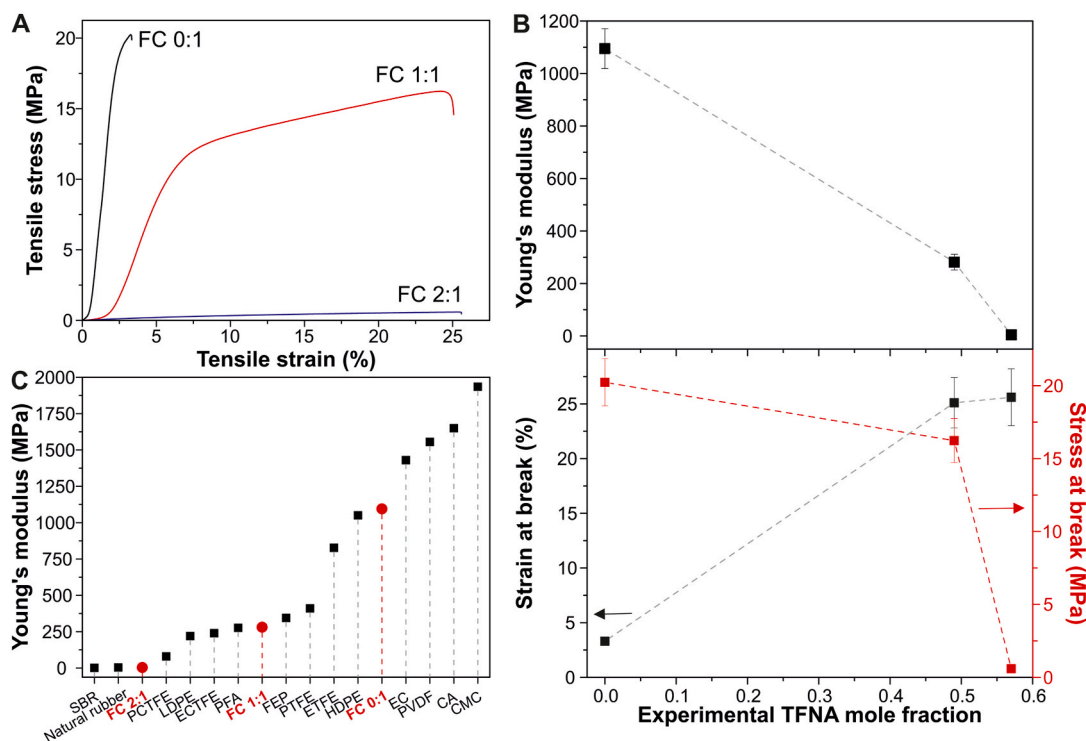 A
FC 0:1
FC 1:1
FC 2:1
Tensile stress (MPa)
20
15
10
5
0
0
5
10
15
20
25
Tensile strain (%)
B
Young's modulus (MPa)
1200
1000
800
600
400
200
0
Strain at break (%)
25
20
15
10
5
0
Stress at
break (MPa)
20
15
10
5
0
0.0
0.1
0.2
0.3
0.4
0.5
0.6
Experimental TFNA mole fraction
C
Young's modulus (MPa)
2000
1750
1500
1250
1000
750
500
250
0
SBR
Natural rubber
FC 2:1
PCTFE
LDPE
ECTFE
PFA
FC 1:1
FEP
PTFE
ETFE
HDPE
FC 0:1
EC
PVDF
CA
CMC